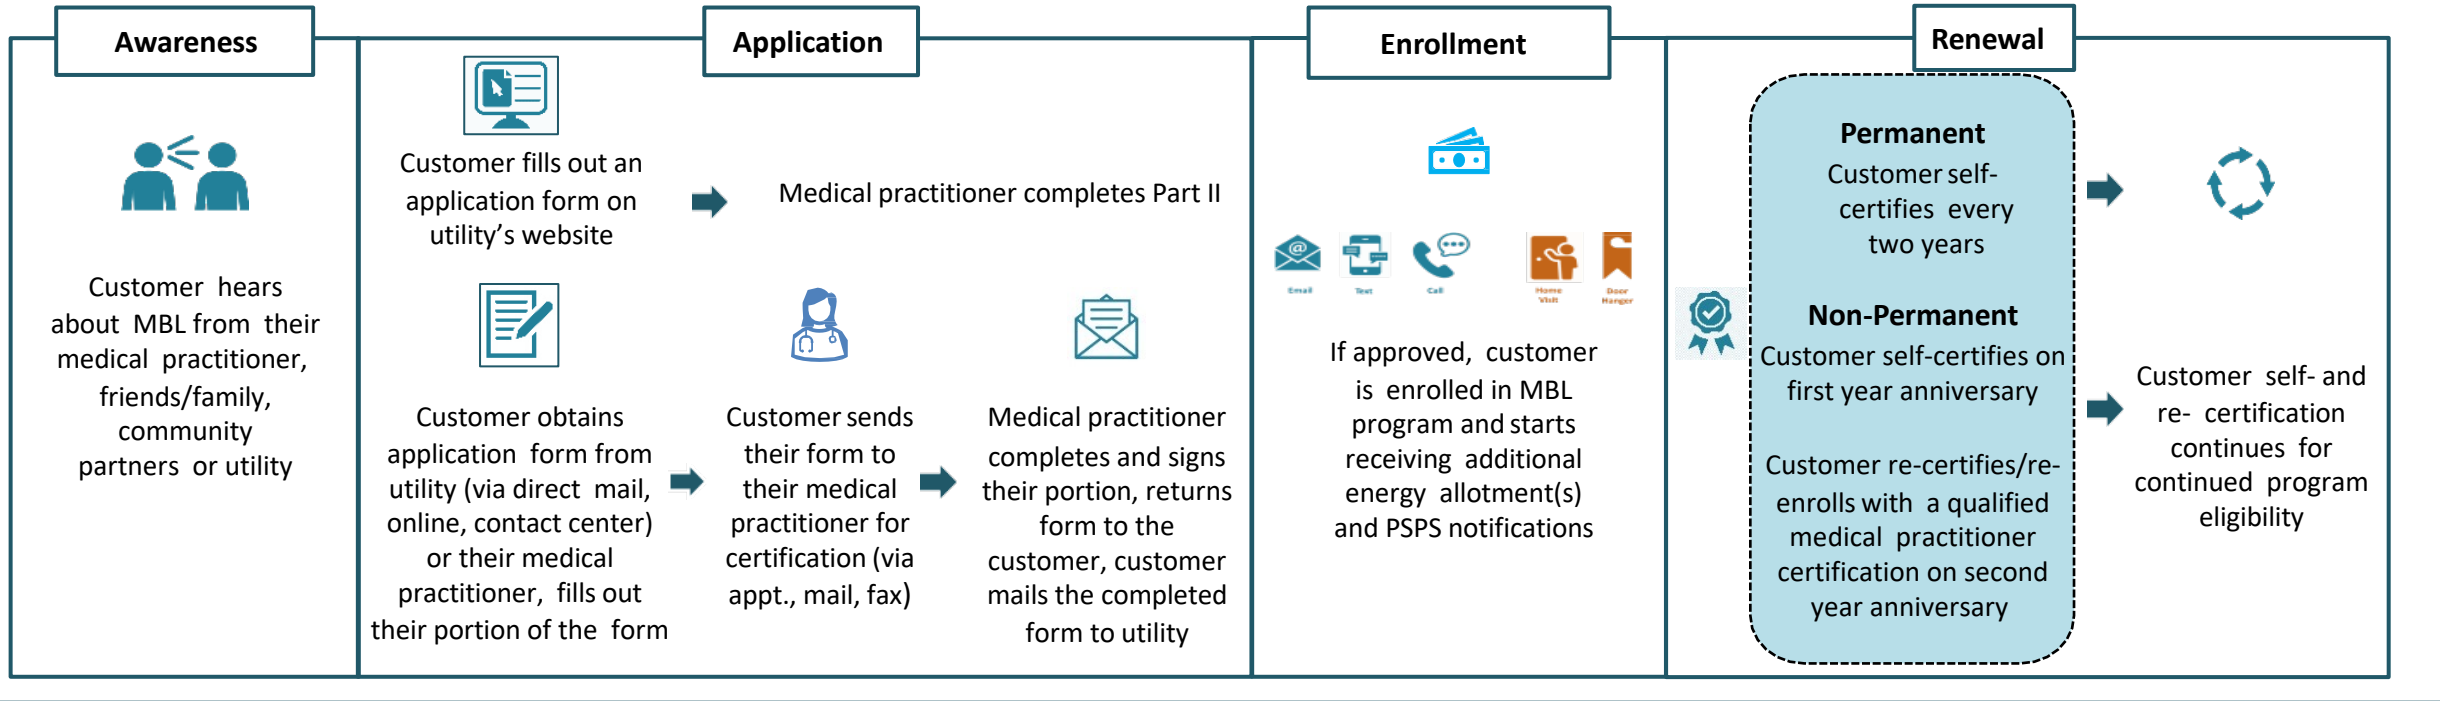 Awareness
Customer hears
about MBL from their
medical practitioner,
friends/family,
community
partners or utility
Application
Customer fills out an
application form on
utility's website
Medical practitioner completes Part II
Customer obtains
application form from
utility (via direct mail,
online, contact center)
or their medical
practitioner, fills out
their portion of the form
Customer sends
their form to
their medical
practitioner for
certification (via
appt., mail, fax)
Medical practitioner
completes and signs
their portion, returns
form to the
customer, customer
mails the completed
form to utility
Enrollment
Email
Text
Call
Home
Visit
Door
Hanger
If approved, customer
is enrolled in MBL
program and starts
receiving additional
energy allotment(s)
and PSPS notifications
Renewal
Permanent
Customer self-
certifies every
two years
Non-Permanent
Customer self-certifies on
first year anniversary
Customer re-certifies/re-
enrolls with a qualified
medical practitioner
certification on second
year anniversary
Customer self- and
re- certification
continues for
continued program
eligibility